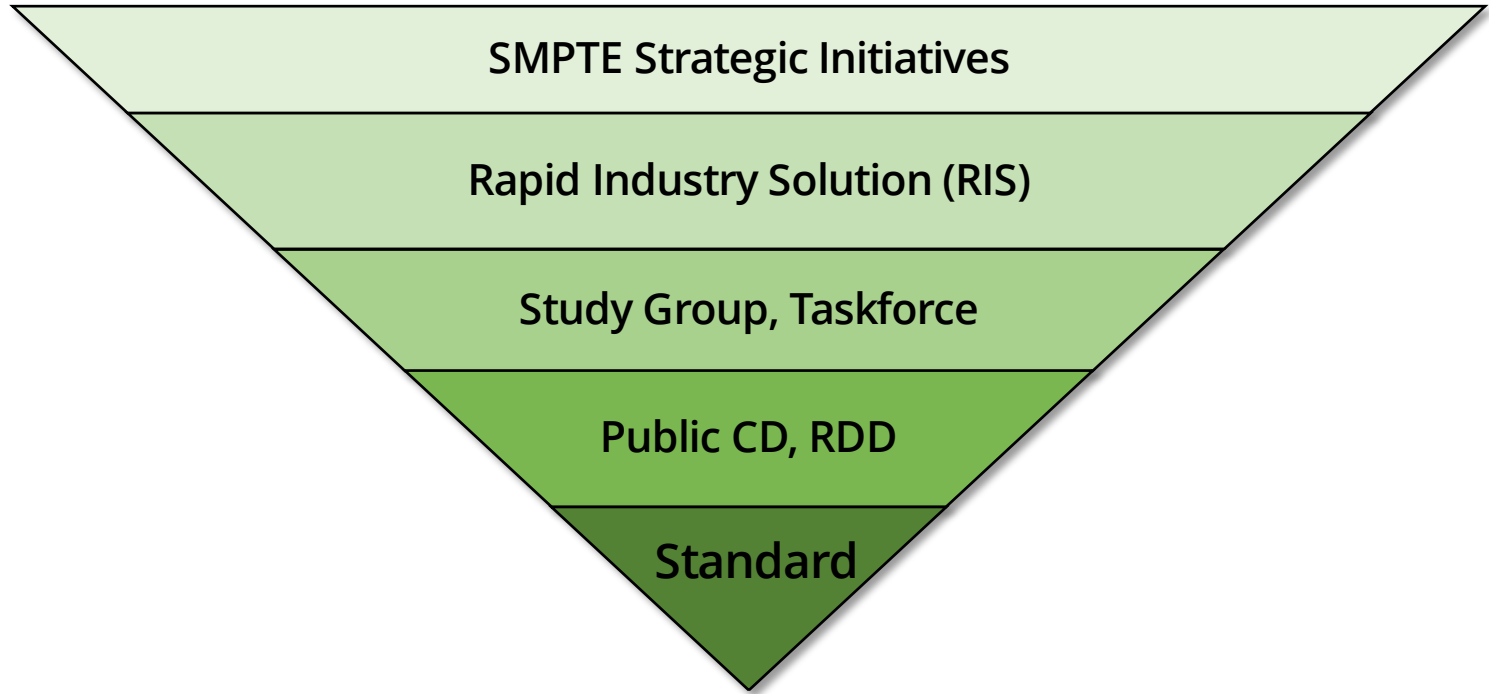 SMPTE Strategic Initiatives
Rapid Industry Solution (RIS)
Study Group, Taskforce
Public CD, RDD
Standard